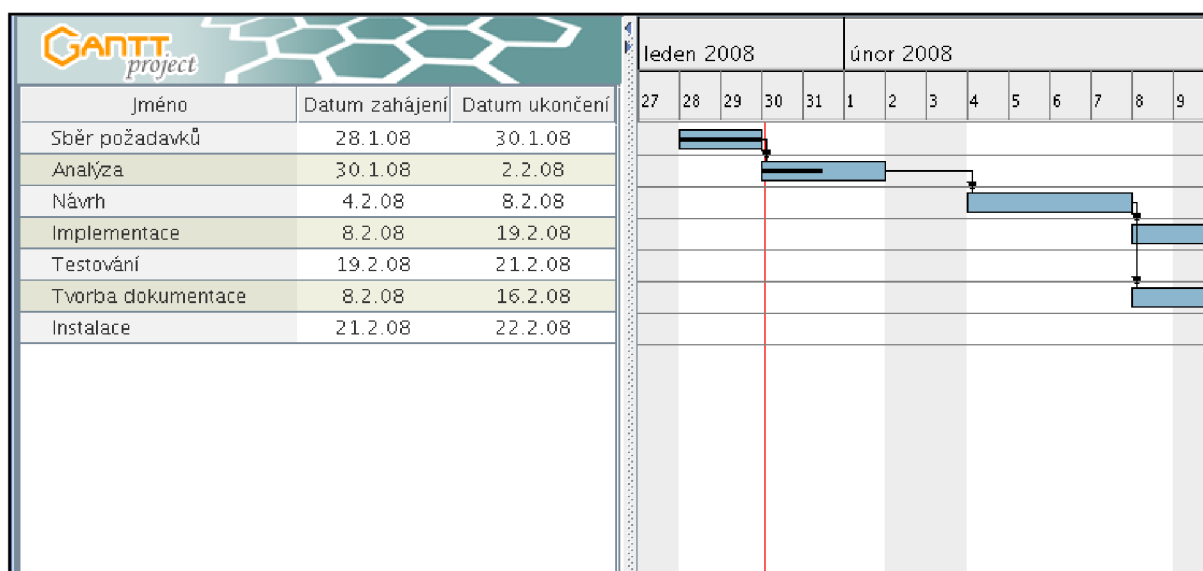 GANTT
project
leden 2008 únor 2008
Jméno Datum zahájení Datum ukončení
27 28 29 30 31 1 2 3 4 5 6 7 8 9
Sběr požadavků 28.1.08 30.1.08
Analýza 30.1.08 2.2.08
Návrh 4.2.08 8.2.08
Implementace 8.2.08 19.2.08
Testování 19.2.08 21.2.08
Tvorba dokumentace 8.2.08 16.2.08
Instalace 21.2.08 22.2.08